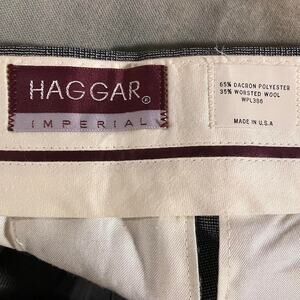 HAGGAR®
IMPERIAL
65% DACRON POLYESTER
35% WORSTED WOOL
WPL386
MADE IN U.S.A